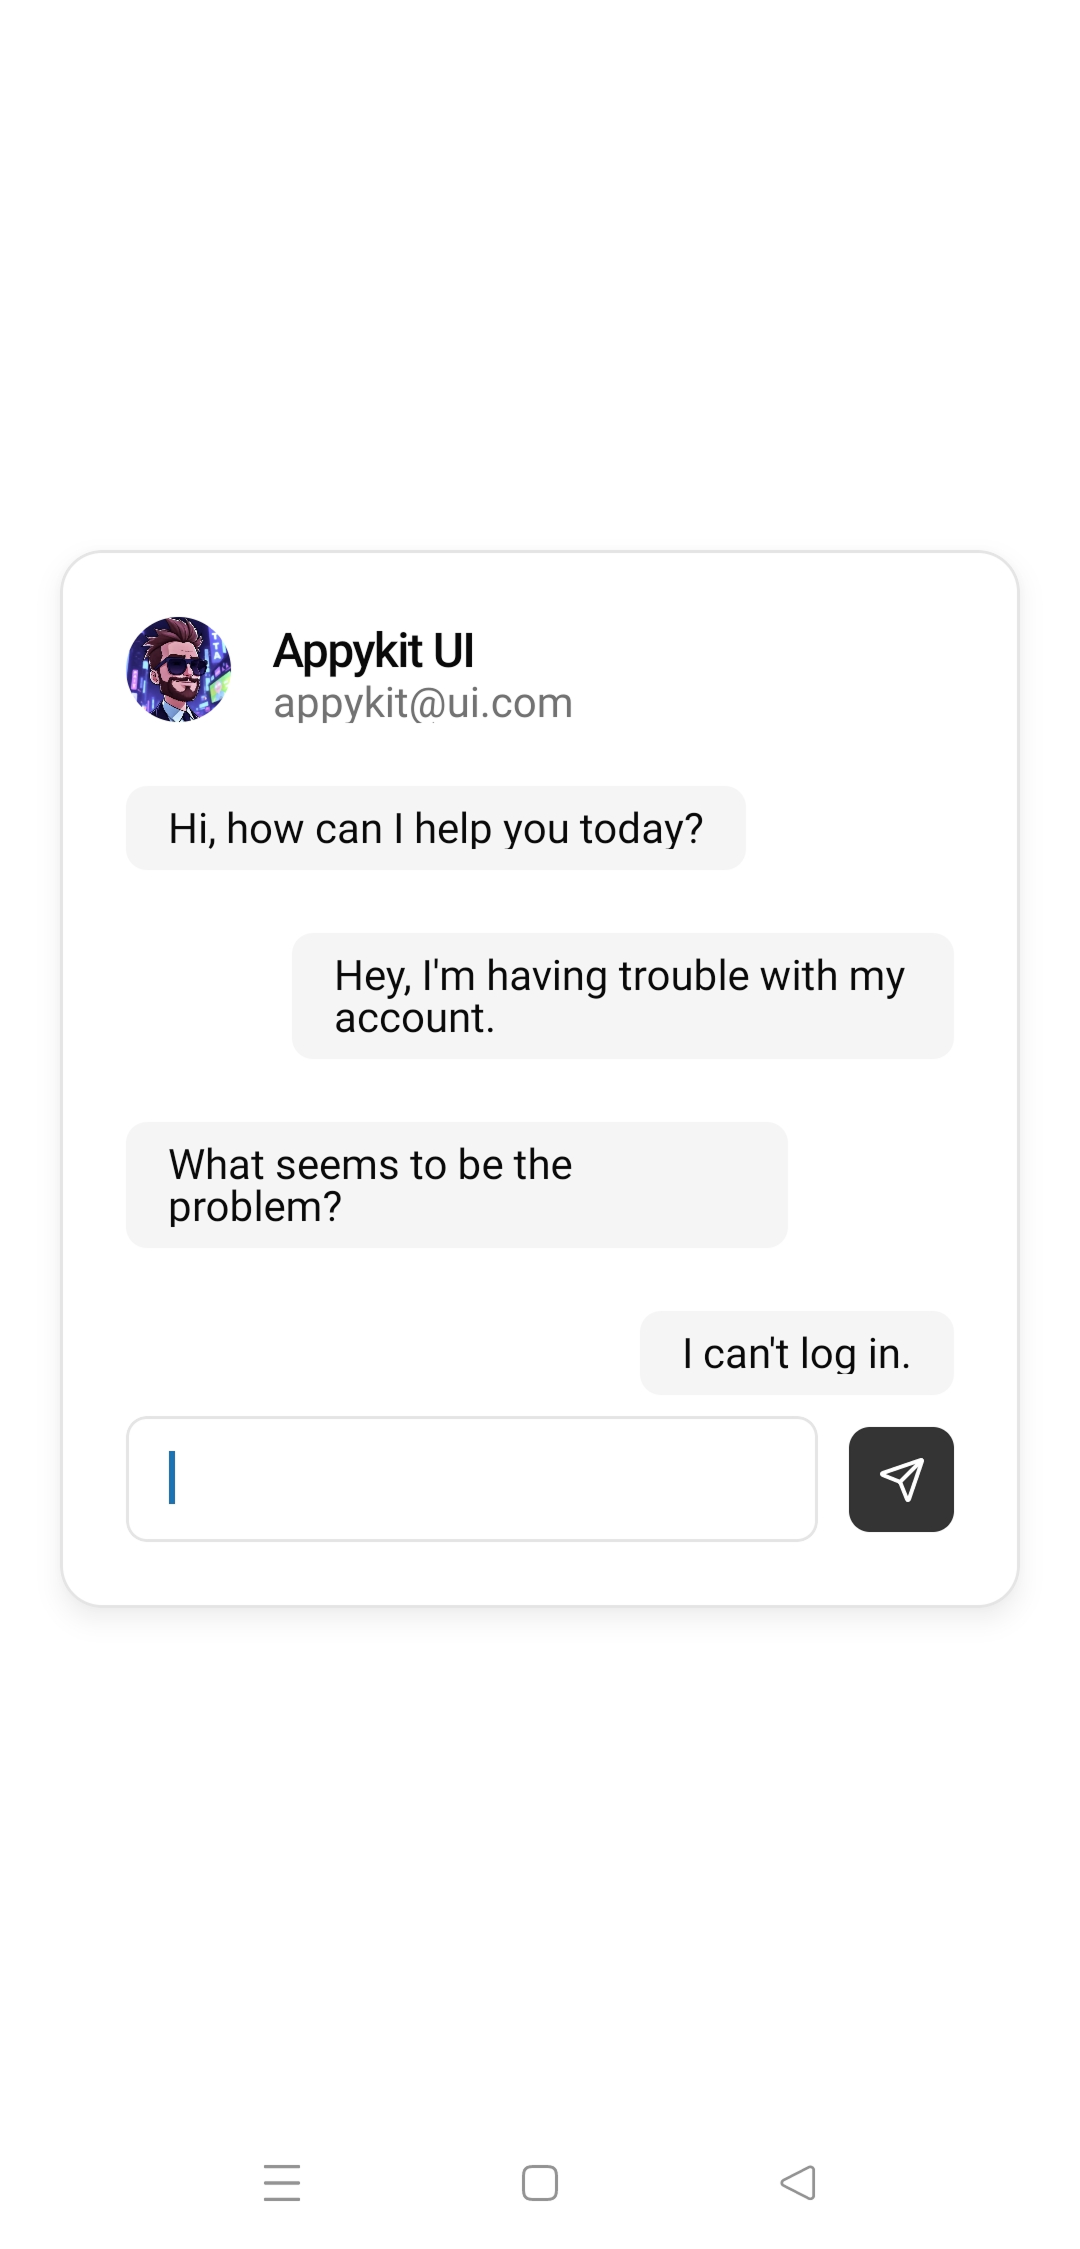 Appykit UI
appykit@ui.com
Hi, how can I help you today?
Hey, I'm having trouble with my
account.
What seems to be the
problem?
I can't log in.